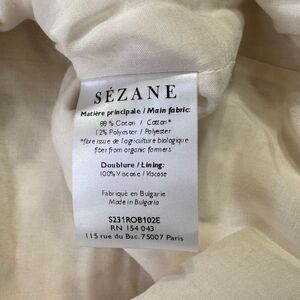 SÉZANE
Matière principale / Main fabric:
88 % Coton / Cotton*
12% Polyester / Polyester
*fibre issue de l'agriculture biologique
fiber from organic farmers
Doublure / Lining:
100% Viscose / Viscose
Fabriqué en Bulgarie
Made in Bulgaria
S231ROB102E
RN 154 043
115 rue du Bac. 75007 Paris